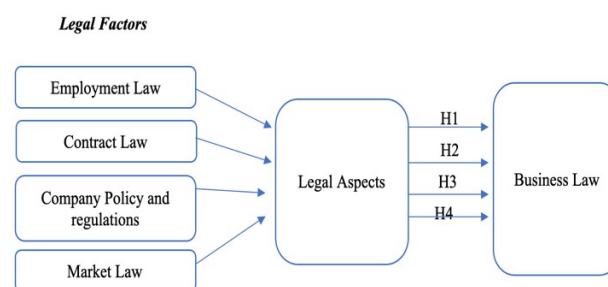 Legal Factors
Employment Law
Contract Law
Company Policy and
regulations
Market Law
Legal Aspects
H1
H2
H3
H4
Business Law